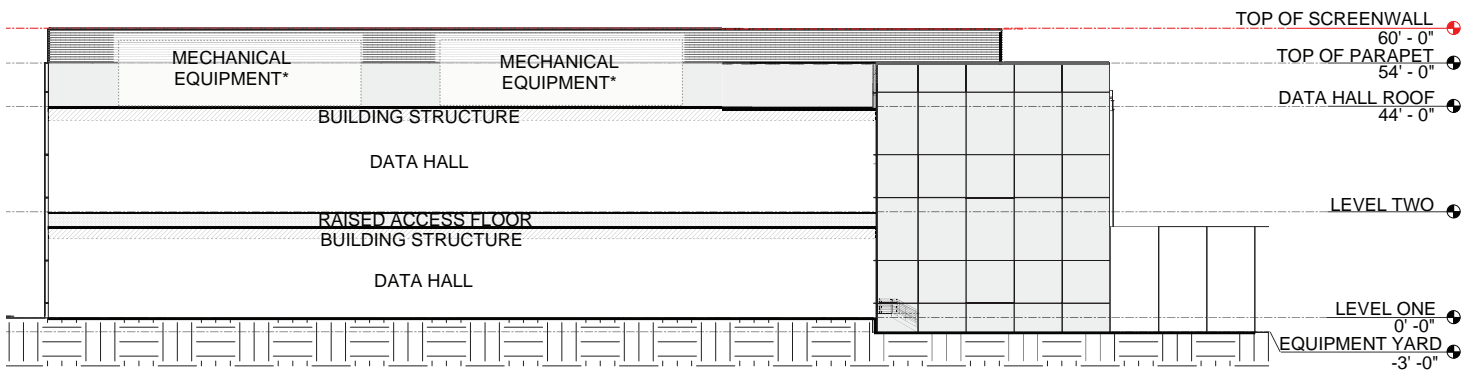 TOP OF SCREENWALL
60' - 0"
MECHANICAL
EQUIPMENT*
MECHANICAL
EQUIPMENT*
TOP OF PARAPET
54' - 0"
DATA HALL ROOF
44' - 0"
BUILDING STRUCTURE
DATA HALL
RAISED ACCESS FLOOR
LEVEL TWO
BUILDING STRUCTURE
DATA HALL
LEVEL ONE
0' -0"
EQUIPMENT YARD
-3' -0"